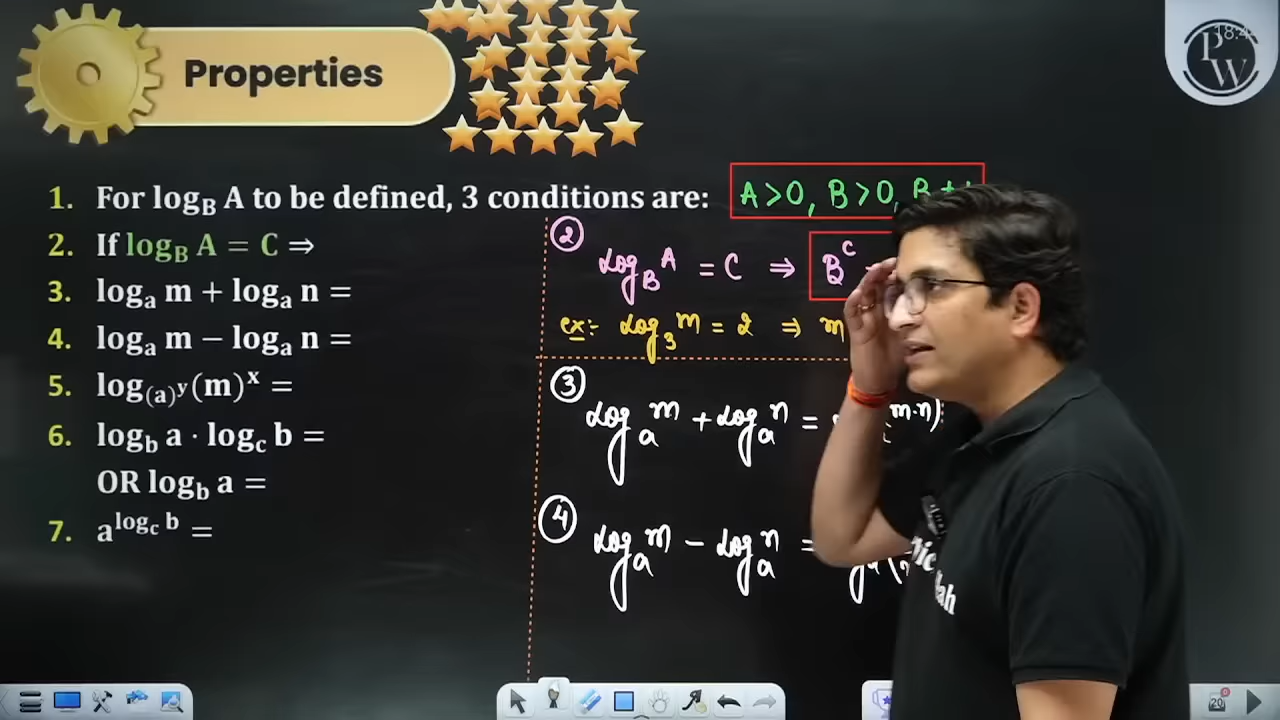 Properties
PW
1. For log_B A to be defined, 3 conditions are: A>0, B>0, B ≠
2. If log_B A = C ⇒
3. log_a m + log_a n =
4. log_a m − log_a n =
5. log_(a)^y (m)^x =
6. log_b a · log_c b =
OR log_b a =
7. a^(log_c b) =
② log_B A = C ⇒ B^C
ex:- log_3 m = 2 ⇒ m
③ log_a m + log_a n = (m·n)
④ log_a m − log_a n =
20